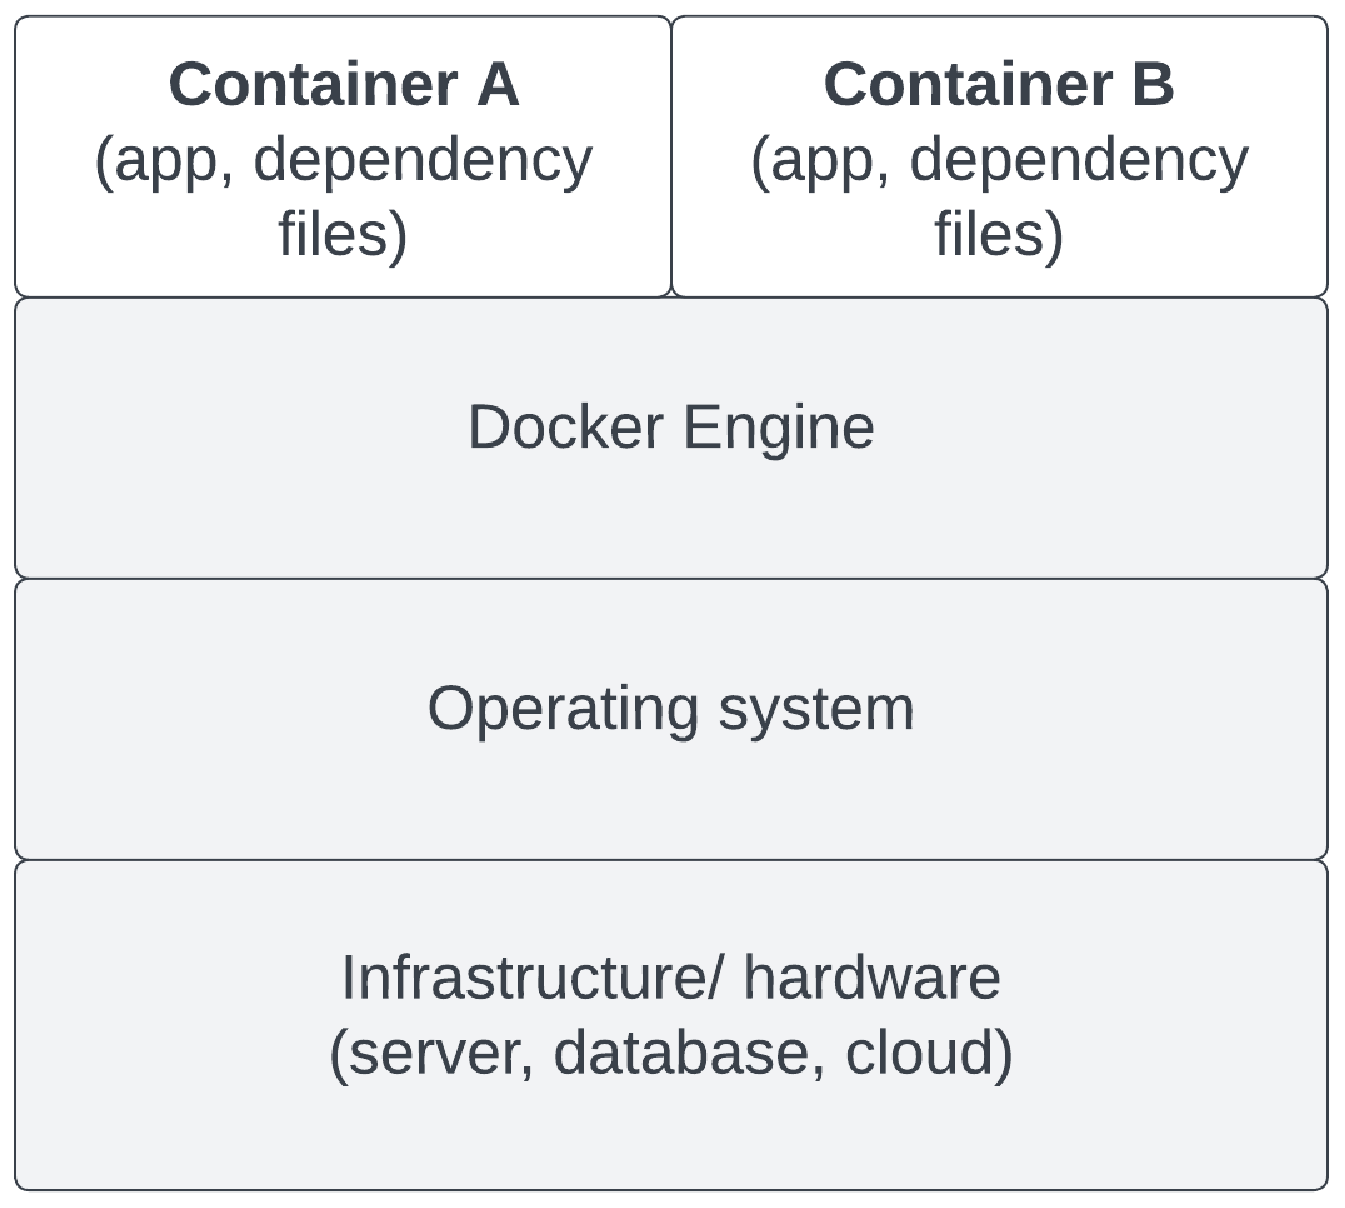 Container A
(app, dependency
files)
Container B
(app, dependency
files)
Docker Engine
Operating system
Infrastructure/ hardware
(server, database, cloud)